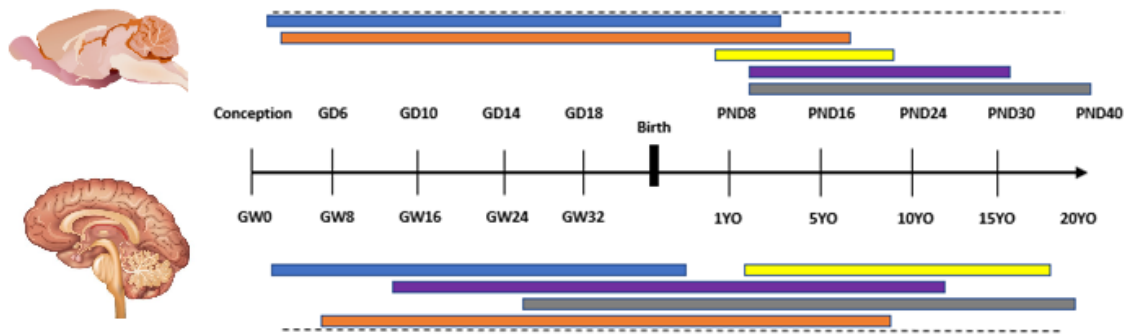 Conception GD6 GD10 GD14 GD18 Birth PND8 PND16 PND24 PND30 PND40
GW0 GW8 GW16 GW24 GW32 1YO 5YO 10YO 15YO 20YO